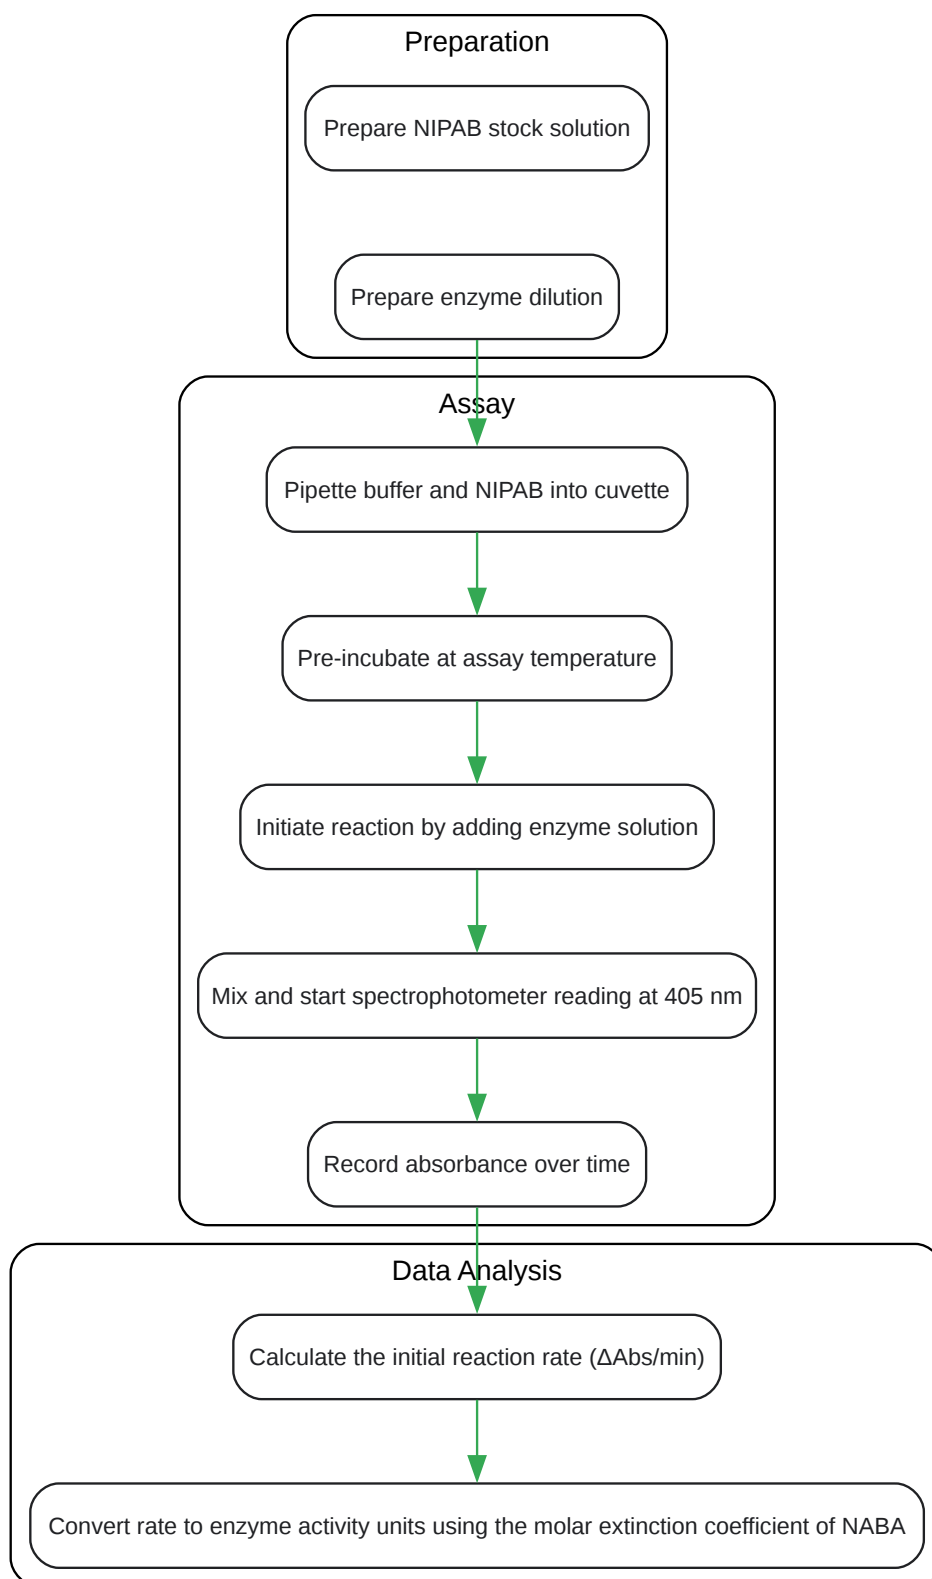 Preparation
Prepare NIPAB stock solution
Prepare enzyme dilution
Assay
Pipette buffer and NIPAB into cuvette
Pre-incubate at assay temperature
Initiate reaction by adding enzyme solution
Mix and start spectrophotometer reading at 405 nm
Record absorbance over time
Data Analysis
Calculate the initial reaction rate (ΔAbs/min)
Convert rate to enzyme activity units using the molar extinction coefficient of NABA